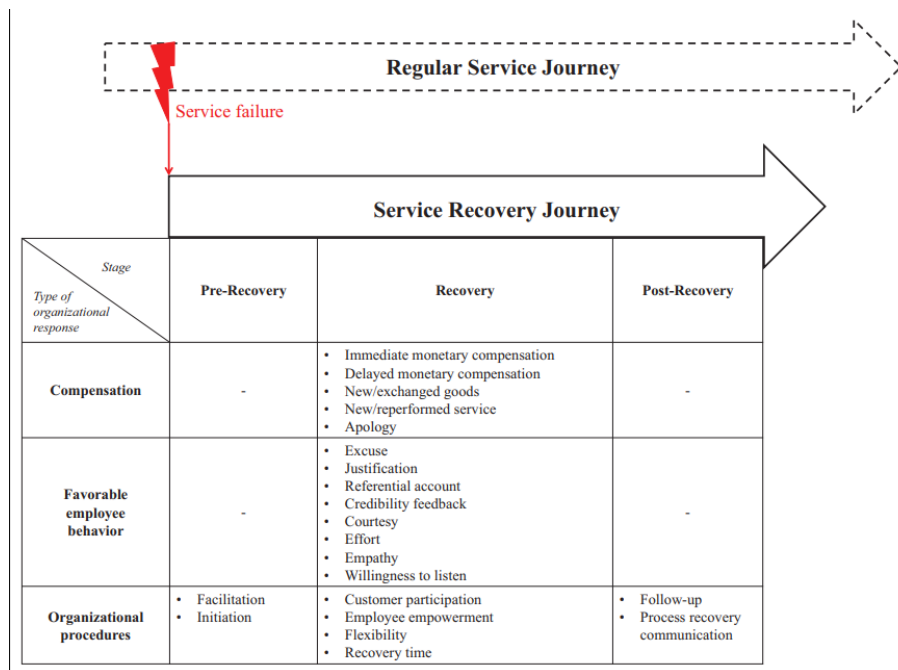 Regular Service Journey
Service failure
Service Recovery Journey
Stage
Type of
organizational
response
Pre-Recovery
Recovery
Post-Recovery
Compensation
-
• Immediate monetary compensation
• Delayed monetary compensation
• New/exchanged goods
• New/reperformed service
• Apology
-
Favorable
employee
behavior
-
• Excuse
• Justification
• Referential account
• Credibility feedback
• Courtesy
• Effort
• Empathy
• Willingness to listen
-
Organizational
procedures
• Facilitation
• Initiation
• Customer participation
• Employee empowerment
• Flexibility
• Recovery time
• Follow-up
• Process recovery
communication